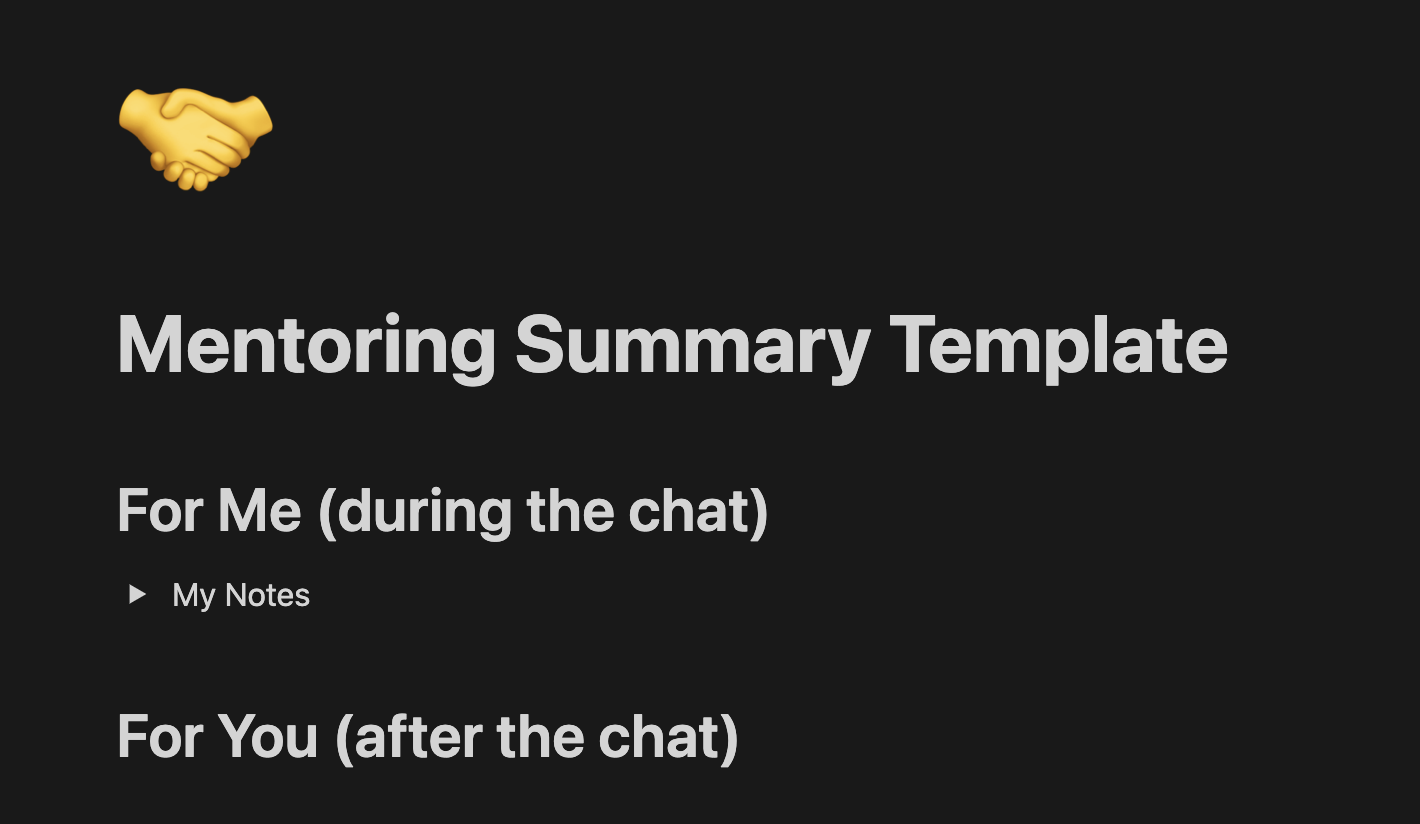 Mentoring Summary Template
For Me (during the chat)
My Notes
For You (after the chat)